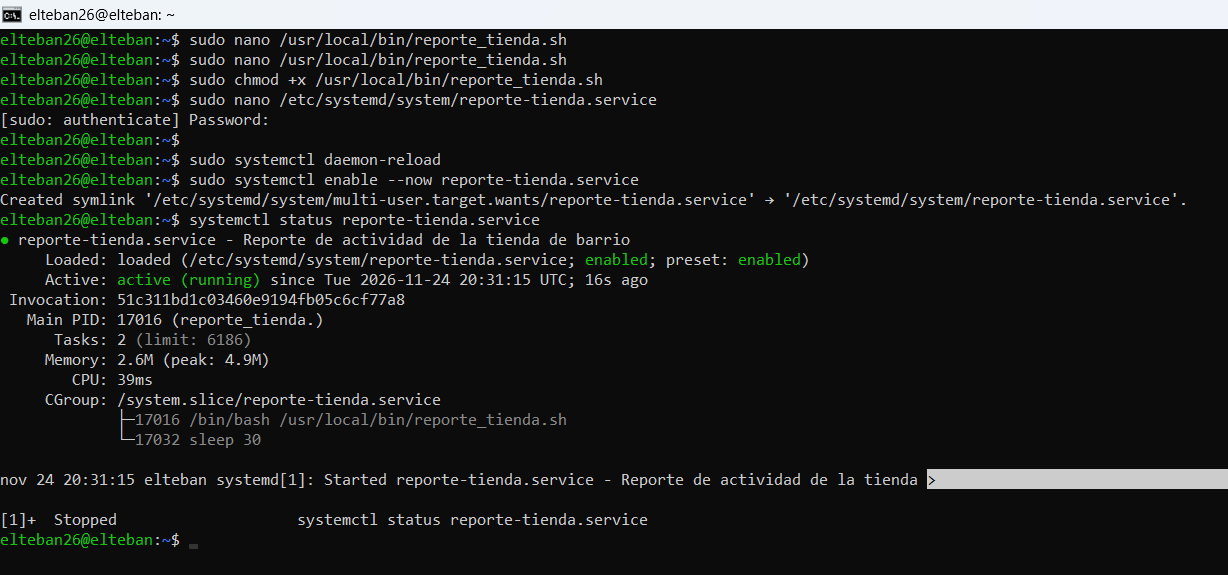 elteban26@elteban: ~
elteban26@elteban:~$ sudo nano /usr/local/bin/reporte_tienda.sh
elteban26@elteban:~$ sudo nano /usr/local/bin/reporte_tienda.sh
elteban26@elteban:~$ sudo chmod +x /usr/local/bin/reporte_tienda.sh
elteban26@elteban:~$ sudo nano /etc/systemd/system/reporte-tienda.service
[sudo: authenticate] Password:
elteban26@elteban:~$
elteban26@elteban:~$ sudo systemctl daemon-reload
elteban26@elteban:~$ sudo systemctl enable --now reporte-tienda.service
Created symlink '/etc/systemd/system/multi-user.target.wants/reporte-tienda.service' → '/etc/systemd/system/reporte-tienda.service'.
elteban26@elteban:~$ systemctl status reporte-tienda.service
● reporte-tienda.service - Reporte de actividad de la tienda de barrio
Loaded: loaded (/etc/systemd/system/reporte-tienda.service; enabled; preset: enabled)
Active: active (running) since Tue 2026-11-24 20:31:15 UTC; 16s ago
Invocation: 51c311bd1c03460e9194fb05c6cf77a8
Main PID: 17016 (reporte_tienda.)
Tasks: 2 (limit: 6186)
Memory: 2.6M (peak: 4.9M)
CPU: 39ms
CGroup: /system.slice/reporte-tienda.service
├─17016 /bin/bash /usr/local/bin/reporte_tienda.sh
└─17032 sleep 30
nov 24 20:31:15 elteban systemd[1]: Started reporte-tienda.service - Reporte de actividad de la tienda >
[1]+  Stopped                    systemctl status reporte-tienda.service
elteban26@elteban:~$